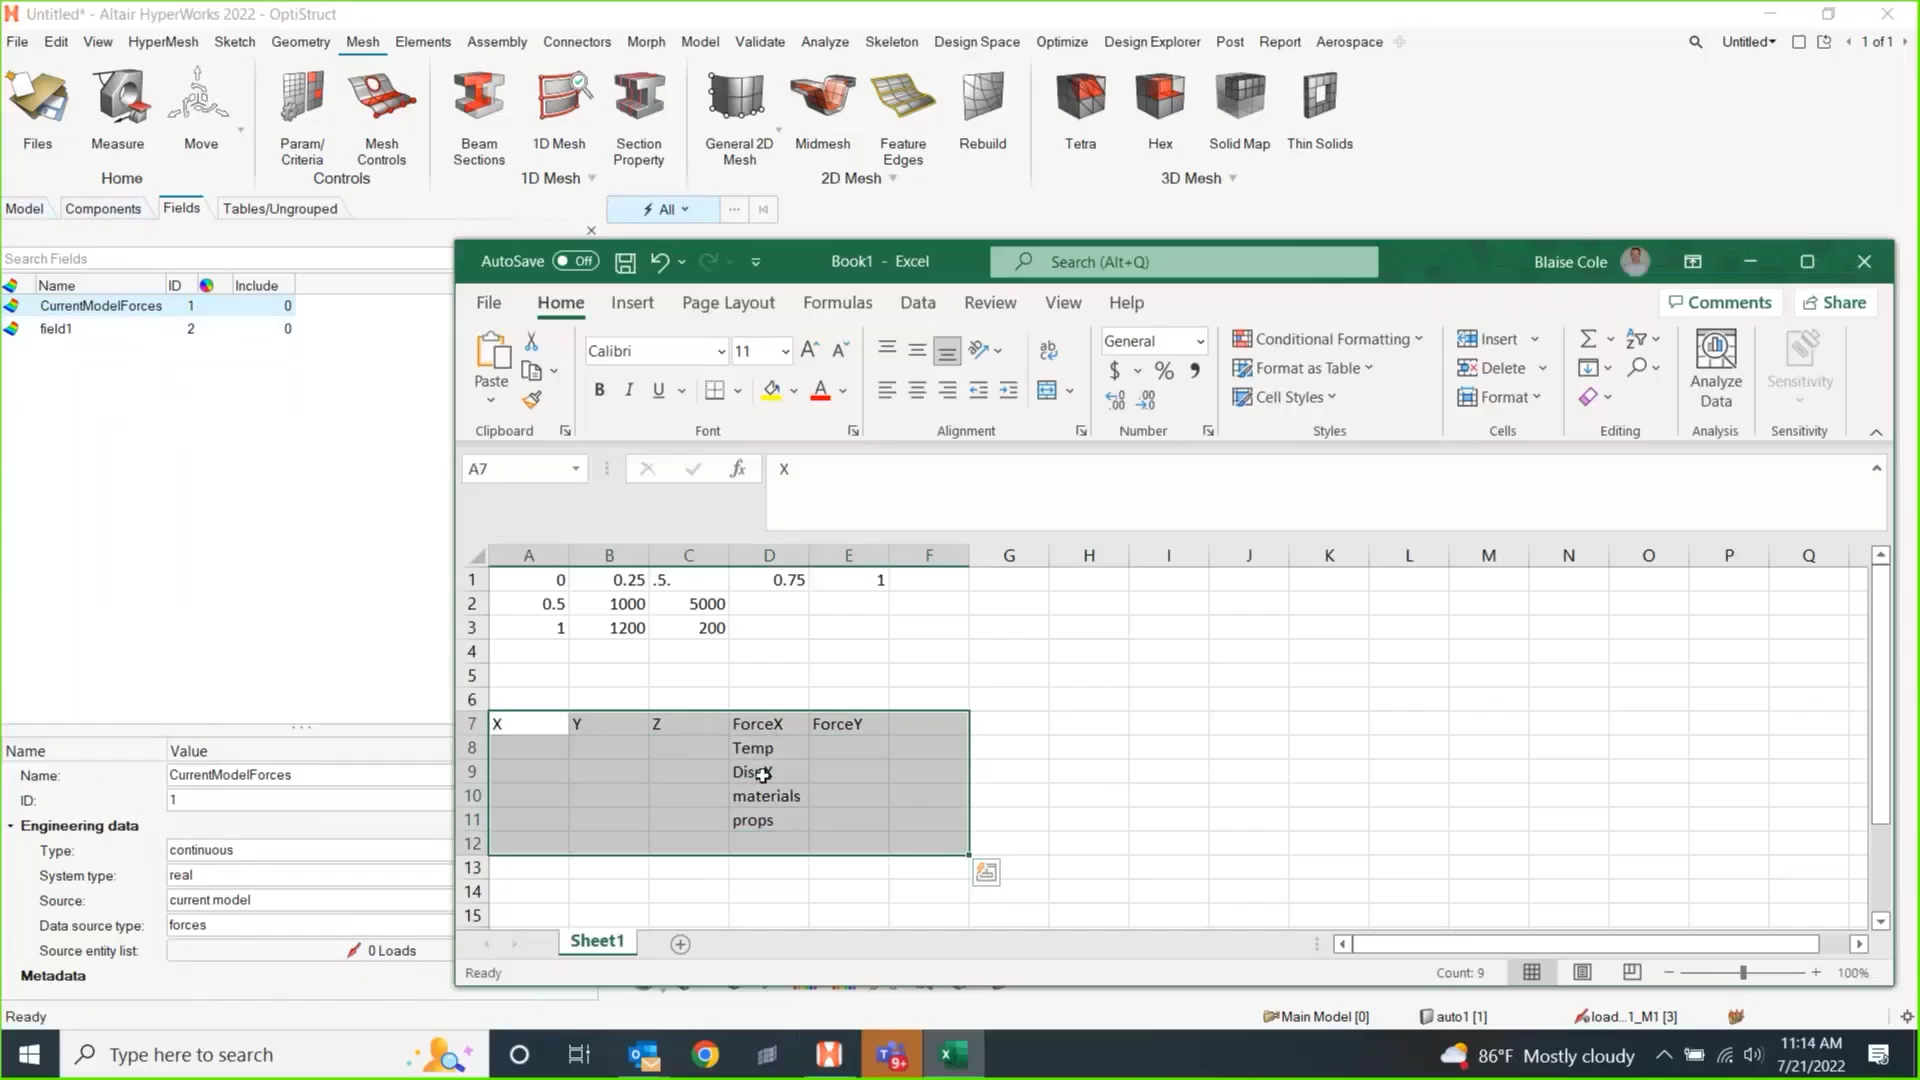 Untitled* - Altair HyperWorks 2022 - OptiStruct
File Edit View HyperMesh Sketch Geometry Mesh Elements Assembly Connectors Morph Model Validate Analyze Skeleton Design Space Optimize Design Explorer Post Report Aerospace Untitled 1 of 1
Files Measure Move Param/ Criteria Mesh Controls Beam Sections 1D Mesh Section Property General 2D Mesh Midmesh Feature Edges Rebuild Tetra Hex Solid Map Thin Solids
Home Controls 1D Mesh 2D Mesh 3D Mesh
Model Components Fields Tables/Ungrouped All
Search Fields
Name ID Include
CurrentModelForces 1 0
field1 2 0
Name Value
Name: CurrentModelForces
ID: 1
Engineering data
Type: continuous
System type: real
Source: current model
Data source type: forces
Source entity list: 0 Loads
Metadata
AutoSave Off Book1 - Excel Search (Alt+Q) Blaise Cole
File Home Insert Page Layout Formulas Data Review View Help Comments Share
Paste Calibri 11 General Conditional Formatting Insert
B I U $ % Format as Table Delete Analyze Data Sensitivity
Cell Styles Format
Clipboard Font Alignment Number Styles Cells Editing Analysis Sensitivity
A7 fx X
A B C D E F G H I J K L M N O P Q
1 0 0.25 .5. 0.75 1
2 0.5 1000 5000
3 1 1200 200
4
5
6
7 X Y Z ForceX ForceY
8 Temp
9
10 materials
11 props
12
13
14
15
Sheet1
Ready Count: 9 100%
Ready Main Model [0] auto1 [1] load...1_M1 [3]
Type here to search 9+ 86°F Mostly cloudy 11:14 AM
7/21/2022